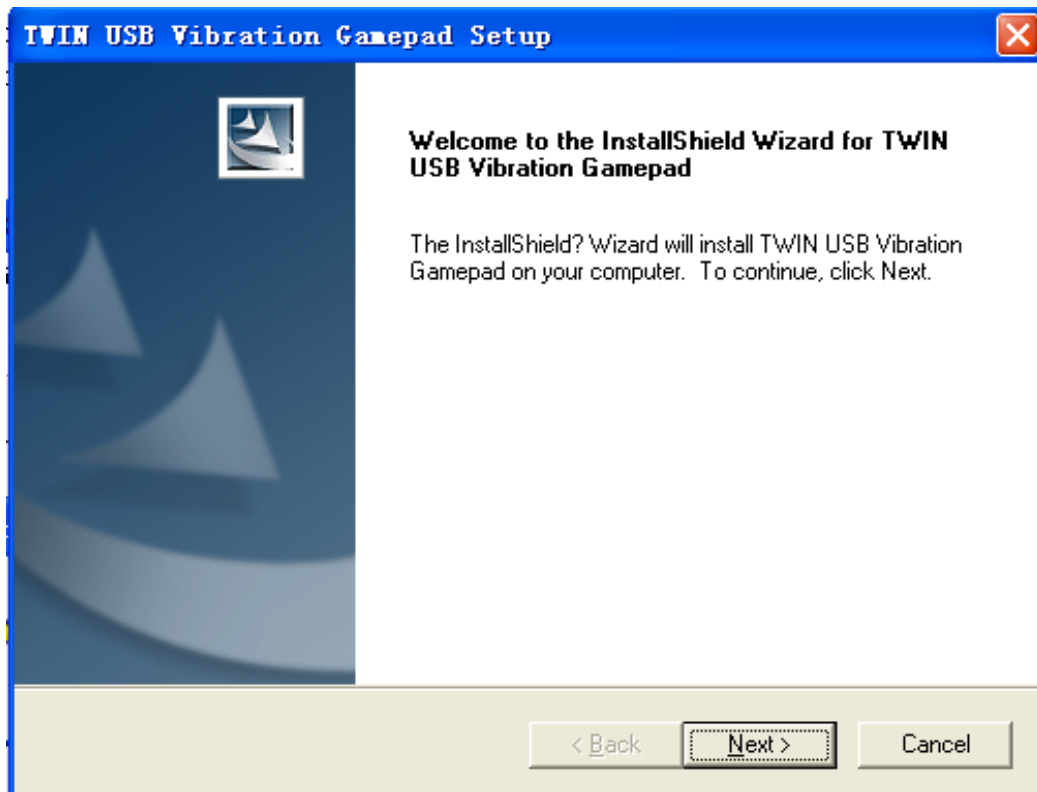 TWIN USB Vibration Gamepad Setup
Welcome to the InstallShield Wizard for TWIN
USB Vibration Gamepad
The InstallShield? Wizard will install TWIN USB Vibration
Gamepad on your computer.  To continue, click Next.
< Back
Next >
Cancel